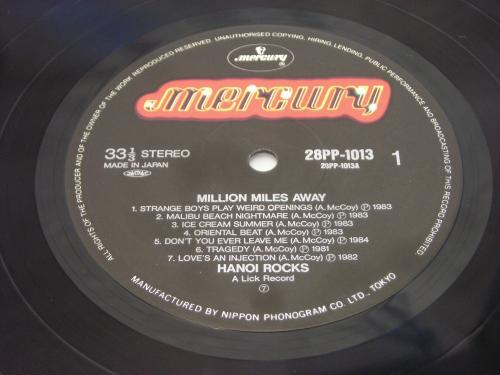 ALL RIGHTS OF THE PRODUCER AND OF THE OWNER OF THE WORK REPRODUCED RESERVED. UNAUTHORISED COPYING, HIRING, LENDING, PUBLIC PERFORMANCE AND BROADCASTING OF THIS RECORD PROHIBITED
mercury
mercury
33⅓ STEREO
MADE IN JAPAN
28PP-1013
28PP-1013A
1
MILLION MILES AWAY
1. STRANGE BOYS PLAY WEIRD OPENINGS (A.McCOY) ℗ 1983
2. MALIBU BEACH NIGHTMARE (A.McCOY) ℗ 1983
3. ICE CREAM SUMMER (A.McCOY) ℗ 1983
4. ORIENTAL BEAT (A.McCOY) ℗ 1983
5. DON'T YOU EVER LEAVE ME (A.McCOY) ℗ 1984
6. TRAGEDY (A.McCOY) ℗ 1981
7. LOVE'S AN INJECTION (A.McCOY) ℗ 1982
HANOI ROCKS
A Lick Record
7
MANUFACTURED BY NIPPON PHONOGRAM CO. LTD., TOKYO